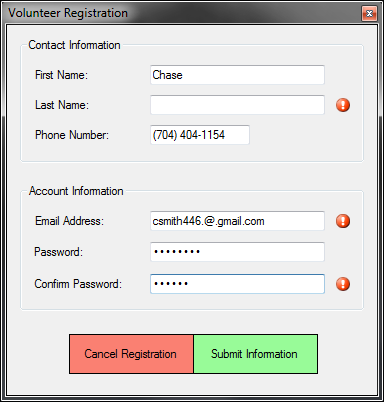 Volunteer Registration
Contact Information
First Name: Chase
Last Name:
Phone Number: (704) 404-1154
Account Information
Email Address: csmith446.@.gmail.com
Password: ••••••••
Confirm Password: ••••••
Cancel Registration Submit Information